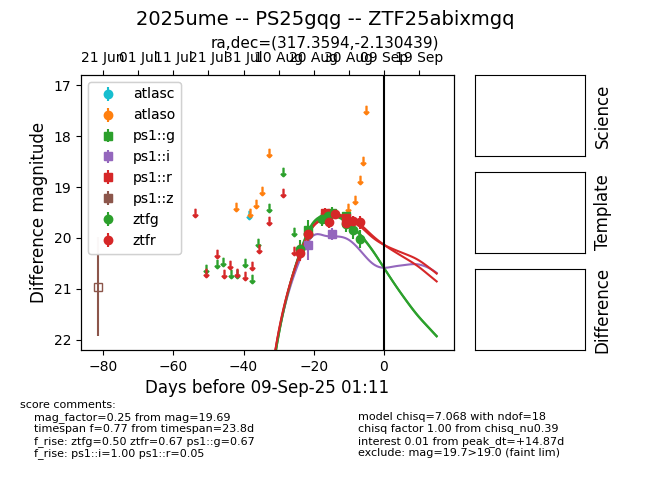 2025ume -- PS25gqg -- ZTF25abixmgq
ra,dec=(317.3594,-2.130439)
21 Jun 01 Jul 11 Jul 21 Jul 31 Jul 10 Aug 20 Aug 30 Aug 09 Sep 19 Sep
17
18
19
20
21
22
Difference magnitude
atlasc
atlaso
ps1::g
ps1::i
ps1::r
ps1::z
ztfg
ztfr
−80 −60 −40 −20 0
Days before 09-Sep-25 01:11
Science
Template
Difference
score comments:
mag_factor=0.25 from mag=19.69
timespan f=0.77 from timespan=23.8d
f_rise: ztfg=0.50 ztfr=0.67 ps1::g=0.67
f_rise: ps1::i=1.00 ps1::r=0.05
model chisq=7.068 with ndof=18
chisq factor 1.00 from chisq_nu0.39
interest 0.01 from peak_dt=+14.87d
exclude: mag=19.7>19.0 (faint lim)